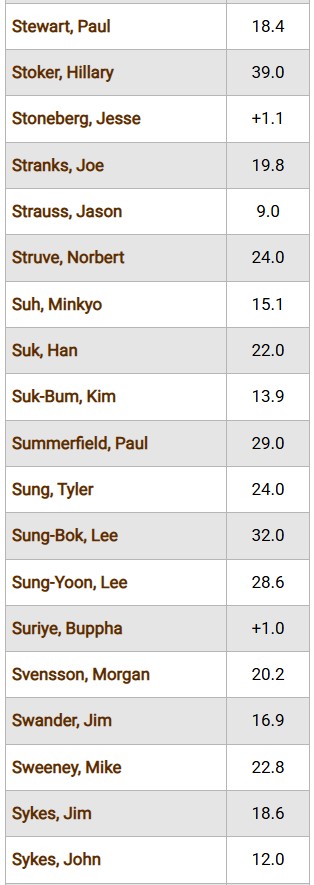 Stewart, Paul 18.4
Stoker, Hillary 39.0
Stoneberg, Jesse +1.1
Stranks, Joe 19.8
Strauss, Jason 9.0
Struve, Norbert 24.0
Suh, Minkyo 15.1
Suk, Han 22.0
Suk-Bum, Kim 13.9
Summerfield, Paul 29.0
Sung, Tyler 24.0
Sung-Bok, Lee 32.0
Sung-Yoon, Lee 28.6
Suriye, Buppha +1.0
Svensson, Morgan 20.2
Swander, Jim 16.9
Sweeney, Mike 22.8
Sykes, Jim 18.6
Sykes, John 12.0